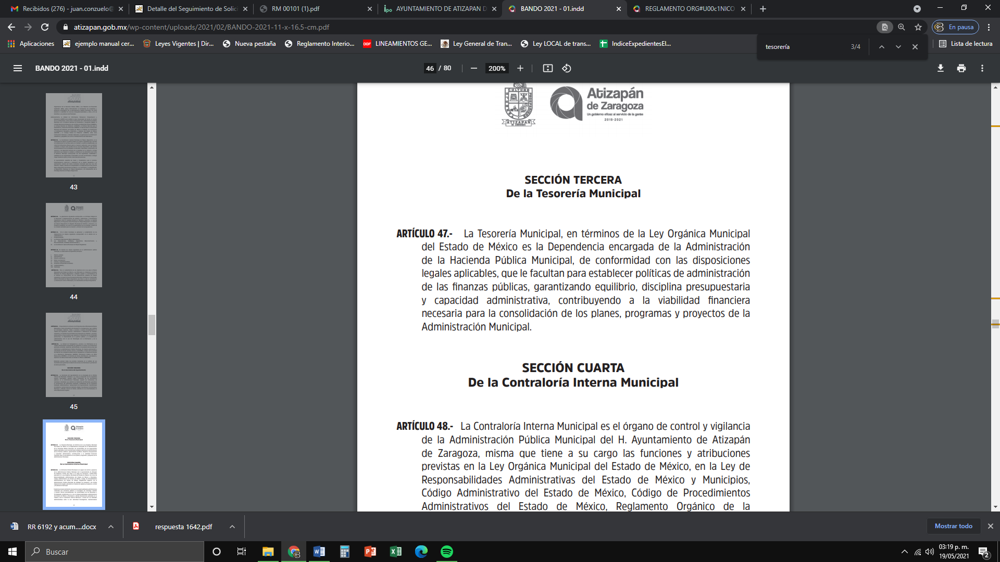 Recibidos (276) - juan.conzuelo@
Detalle del Seguimiento de Solici
RM 00101 (1).pdf
AYUNTAMIENTO DE ATIZAPAN D
BANDO 2021 - 01.indd
REGLAMENTO ORG#U00c1NICO
atizapan.gob.mx/wp-content/uploads/2021/02/BANDO-2021-11-x-16.5-cm.pdf
En pausa
Aplicaciones
ejemplo manual cer...
Leyes Vigentes | Dir...
Nueva pestaña
Reglamento Interio...
LINEAMIENTOS GE...
Ley General de Tran...
Ley LOCAL de trans...
IndiceExpedientesEl...
tesorería
3/4
Lista de lectura
BANDO 2021 - 01.indd
46 / 80
200%
43
44
45
CULTURA
ATIZAPÁN
DE ZARAGOZA
Atizapán
de Zaragoza
Un gobierno eficaz al servicio de la gente
2019-2021
SECCIÓN TERCERA
De la Tesorería Municipal
ARTÍCULO 47.- La Tesorería Municipal, en términos de la Ley Orgánica Municipal
del Estado de México es la Dependencia encargada de la Administración
de la Hacienda Pública Municipal, de conformidad con las disposiciones
legales aplicables, que le facultan para establecer políticas de administración
de las finanzas públicas, garantizando equilibrio, disciplina presupuestaria
y capacidad administrativa, contribuyendo a la viabilidad financiera
necesaria para la consolidación de los planes, programas y proyectos de la
Administración Municipal.
SECCIÓN CUARTA
De la Contraloría Interna Municipal
ARTÍCULO 48.- La Contraloría Interna Municipal es el órgano de control y vigilancia
de la Administración Pública Municipal del H. Ayuntamiento de Atizapán
de Zaragoza, misma que tiene a su cargo las funciones y atribuciones
previstas en la Ley Orgánica Municipal del Estado de México, en la Ley de
Responsabilidades Administrativas del Estado de México y Municipios,
Código Administrativo del Estado de México, Código de Procedimientos
Administrativos del Estado de México, Reglamento Orgánico de la
RR 6192 y acum....docx
respuesta 1642.pdf
Mostrar todo
Buscar
03:19 p. m.
19/05/2021
2